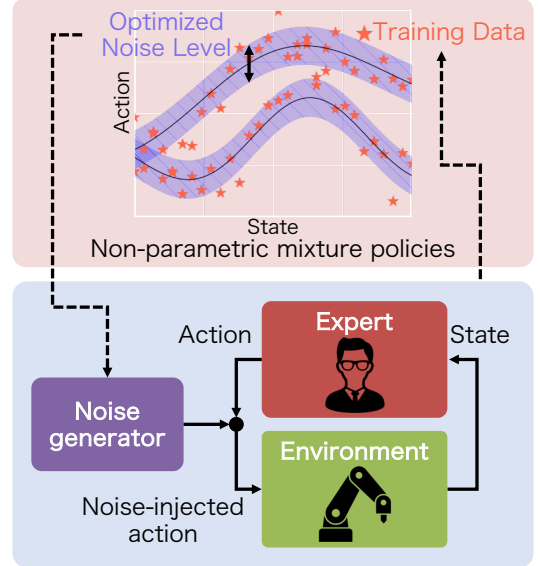 Optimized
Noise Level
Training Data
Action
State
Non-parametric mixture policies
Expert
Action
State
Noise
generator
Environment
Noise-injected
action